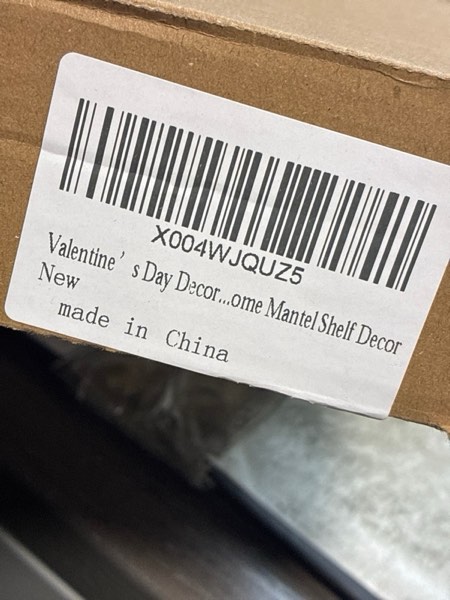 X004WJQUZ5
Valentine's Day Decor...ome Mantel Shelf Decor
New
made in China